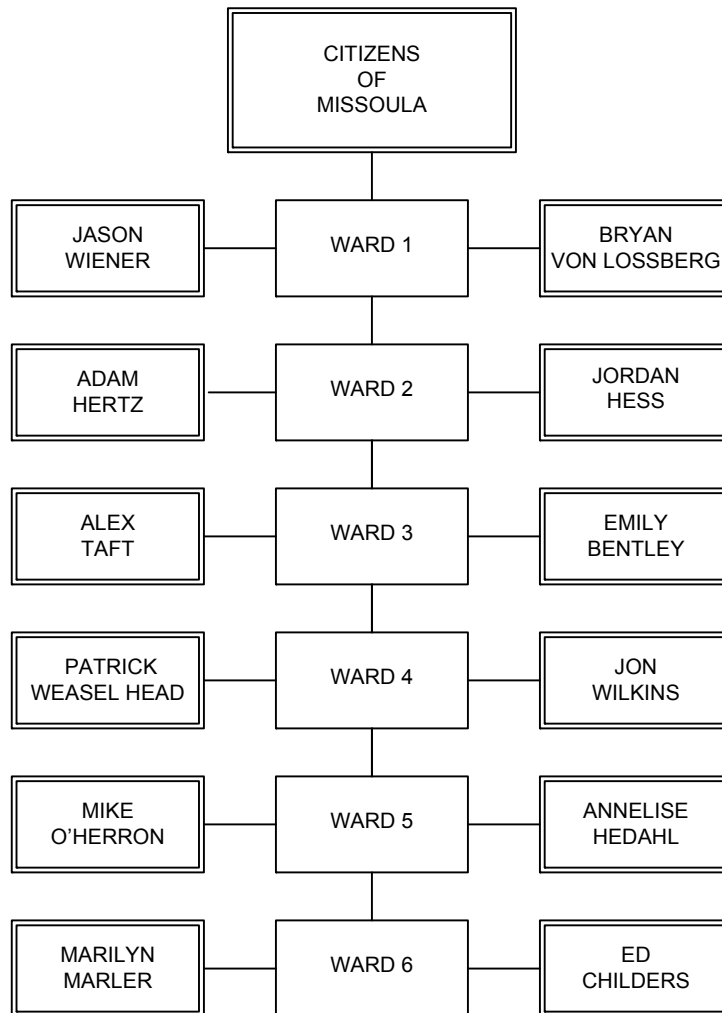 CITIZENS
OF
MISSOULA
JASON
WIENER
WARD 1
BRYAN
VON LOSSBERG
ADAM
HERTZ
WARD 2
JORDAN
HESS
ALEX
TAFT
WARD 3
EMILY
BENTLEY
PATRICK
WEASEL HEAD
WARD 4
JON
WILKINS
MIKE
O’HERRON
WARD 5
ANNELISE
HEDAHL
MARILYN
MARLER
WARD 6
ED
CHILDERS